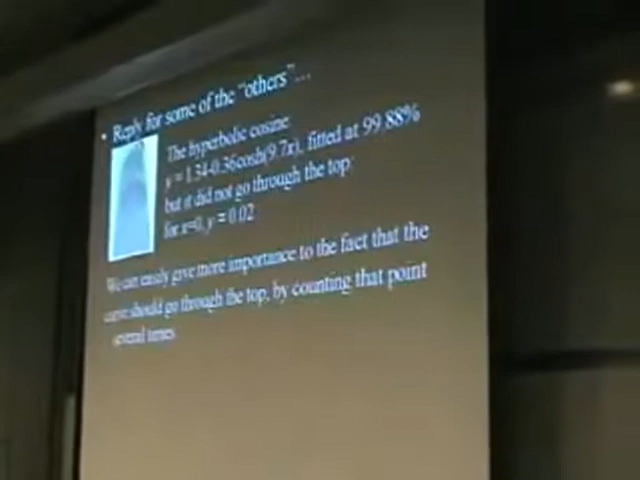 • Reply for some of the "others"...
The hyperbolic cosine:
y = 1.34-0.36cosh(9.7x), fitted at 99.88%
but it did not go through the top:
for x=0, y = 0.02
We can easily give more importance to the fact that the
curve should go through the top, by counting that point
several times